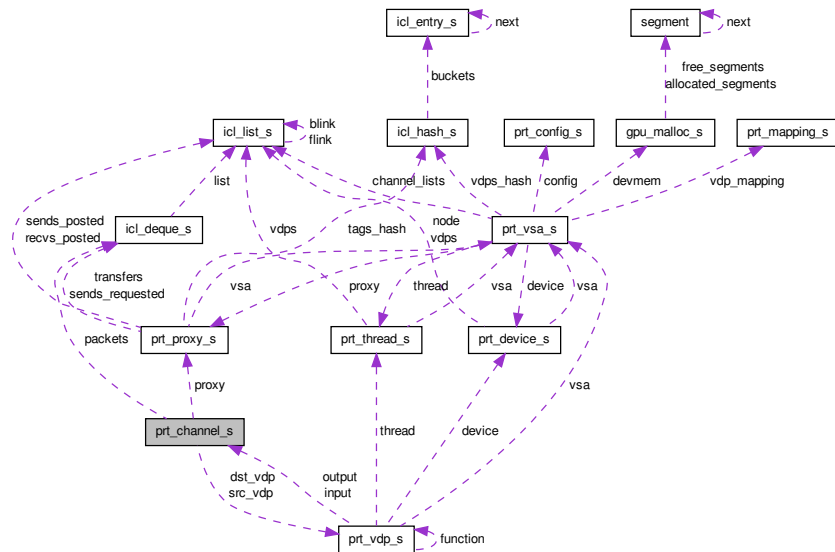 icl_entry_s
next
segment
next
buckets
free_segments
allocated_segments
icl_list_s
blink
flink
icl_hash_s
prt_config_s
gpu_malloc_s
prt_mapping_s
list
channel_lists
vdps_hash
config
devmem
vdp_mapping
sends_posted
recvs_posted
icl_deque_s
vdps
tags_hash
node
vdps
prt_vsa_s
transfers
sends_requested
vsa
proxy
thread
vsa
device
vsa
packets
prt_proxy_s
prt_thread_s
prt_device_s
proxy
vsa
prt_channel_s
thread
device
dst_vdp
src_vdp
output
input
prt_vdp_s
function